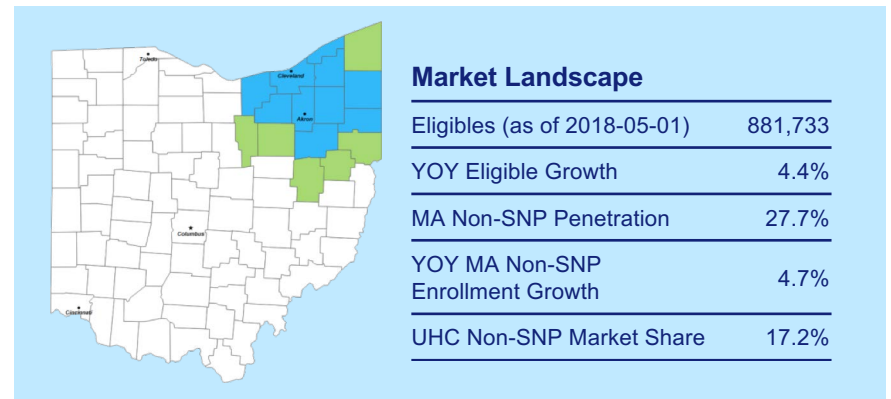 Toledo
Cleveland
Akron
Columbus
Cincinnati
Market Landscape
Eligibles (as of 2018-05-01) 881,733
YOY Eligible Growth 4.4%
MA Non-SNP Penetration 27.7%
YOY MA Non-SNP
Enrollment Growth 4.7%
UHC Non-SNP Market Share 17.2%